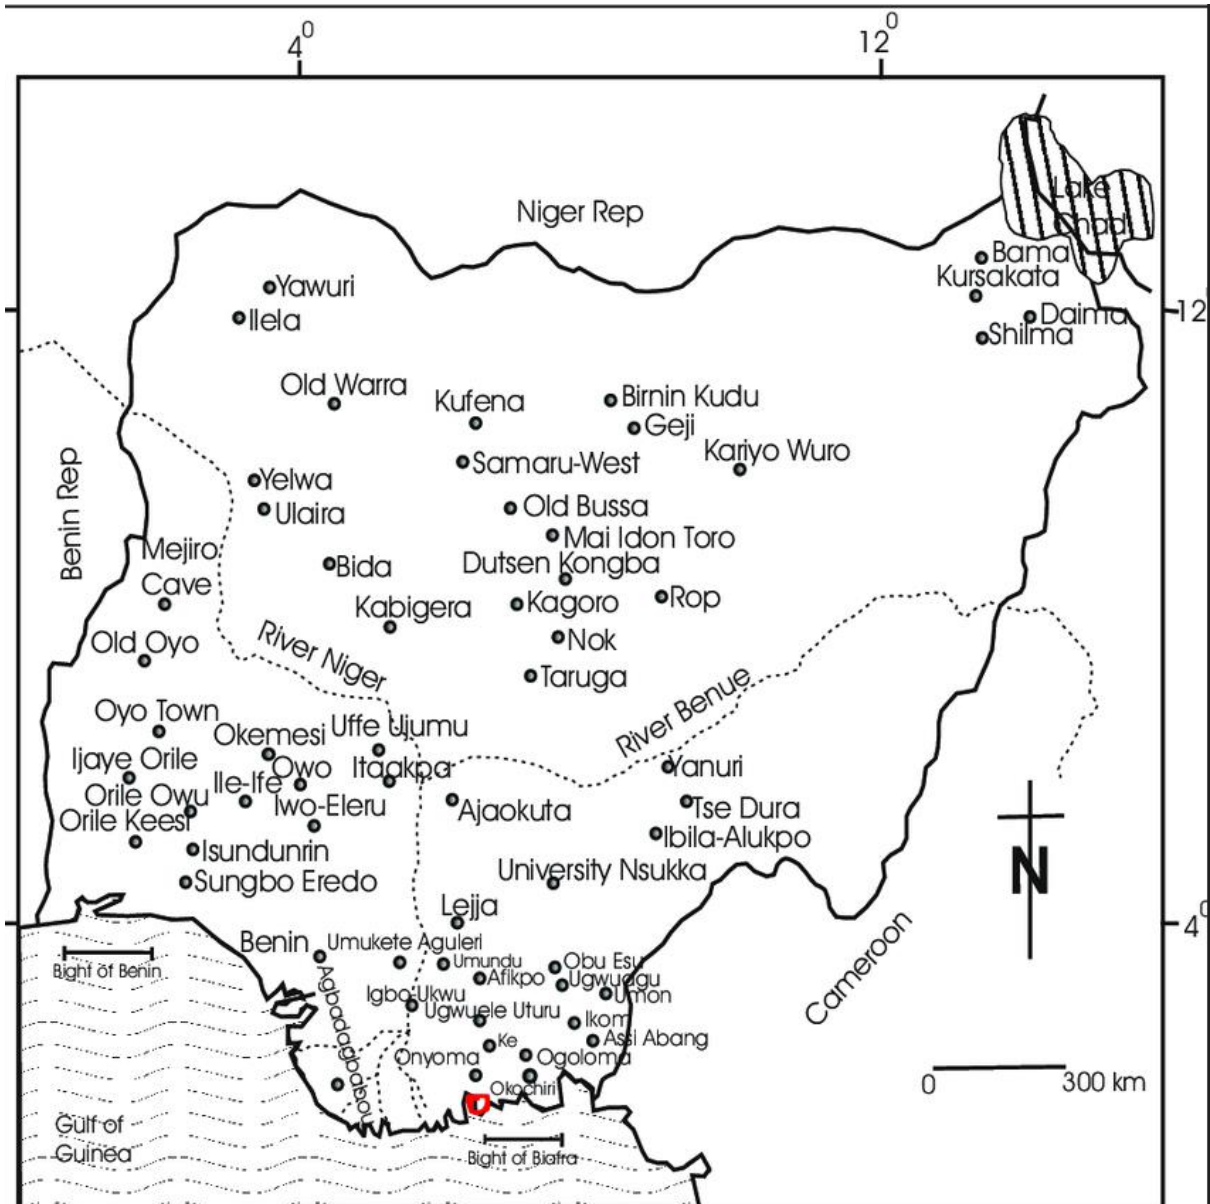 4⁰
12⁰
Niger Rep
Lake
Chad
Bama
Kursakata
Yawuri
Ilela
12⁰
Daima
Shilma
Old Warra
Kufena
Birnin Kudu
Geji
Kariyo Wuro
Samaru-West
Benin Rep
Yelwa
Ulaira
Old Bussa
Mai Idon Toro
Mejiro
Cave
Bida
Dutsen Kongba
Kabigera
Kagoro
Rop
Old Oyo
River Niger
Nok
Taruga
River Benue
Oyo Town
Okemesi
Uffe Ujumu
Ijaye Orile
Owo
Itaakpa
Yanuri
Ile-Ife
Orile Owu
Iwo-Eleru
Ajaokuta
Tse Dura
Orile Keesi
Ibila-Alukpo
Isundunrin
University Nsukka
N
Sungbo Eredo
Lejja
4⁰
Benin
Umukete Aguleri
Cameroon
Bight of Benin
Umundu
Obu Esu
Afikpo
Ugwuagu
Agbadagbabou
Igbo-Ukwu
Umon
Ugwuele Uturu
Ikom
Ke
Assi Abang
Onyoma
Ogoloma
Okochiri
0
300 km
Gulf of
Guinea
Bight of Biafra